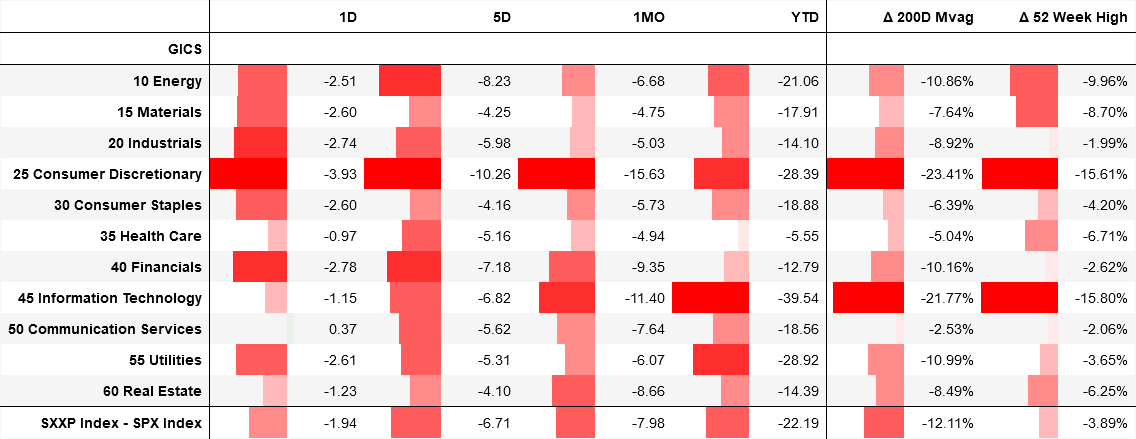 1D 5D 1MO YTD Δ 200D Mvag Δ 52 Week High
GICS
10 Energy -2.51 -8.23 -6.68 -21.06 -10.86% -9.96%
15 Materials -2.60 -4.25 -4.75 -17.91 -7.64% -8.70%
20 Industrials -2.74 -5.98 -5.03 -14.10 -8.92% -1.99%
25 Consumer Discretionary -3.93 -10.26 -15.63 -28.39 -23.41% -15.61%
30 Consumer Staples -2.60 -4.16 -5.73 -18.88 -6.39% -4.20%
35 Health Care -0.97 -5.16 -4.94 -5.55 -5.04% -6.71%
40 Financials -2.78 -7.18 -9.35 -12.79 -10.16% -2.62%
45 Information Technology -1.15 -6.82 -11.40 -39.54 -21.77% -15.80%
50 Communication Services 0.37 -5.62 -7.64 -18.56 -2.53% -2.06%
55 Utilities -2.61 -5.31 -6.07 -28.92 -10.99% -3.65%
60 Real Estate -1.23 -4.10 -8.66 -14.39 -8.49% -6.25%
SXXP Index - SPX Index -1.94 -6.71 -7.98 -22.19 -12.11% -3.89%